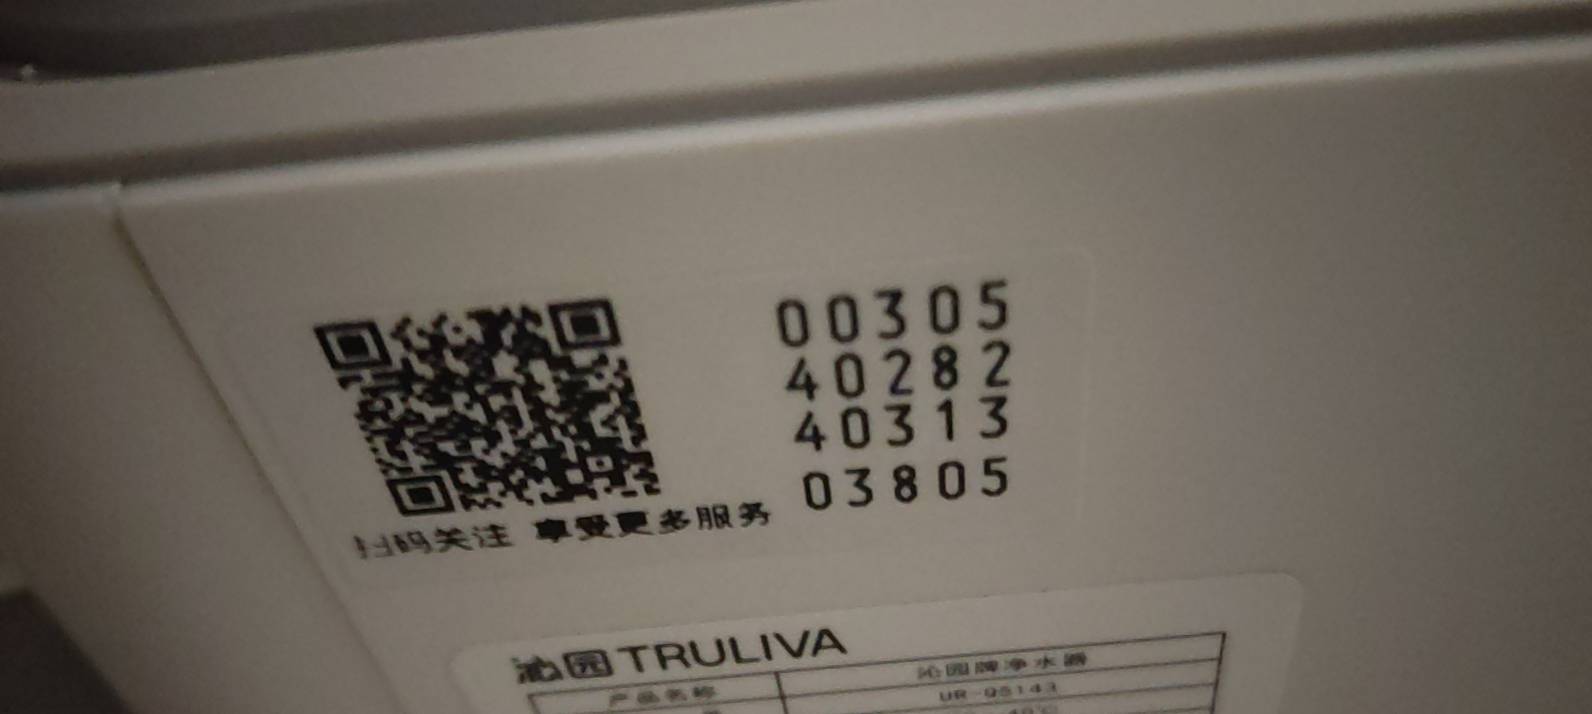 00305
40282
40313
03805
扫码关注 享受更多服务
沁园 TRULIVA
产品名称 沁园牌净水器
UR-QS143